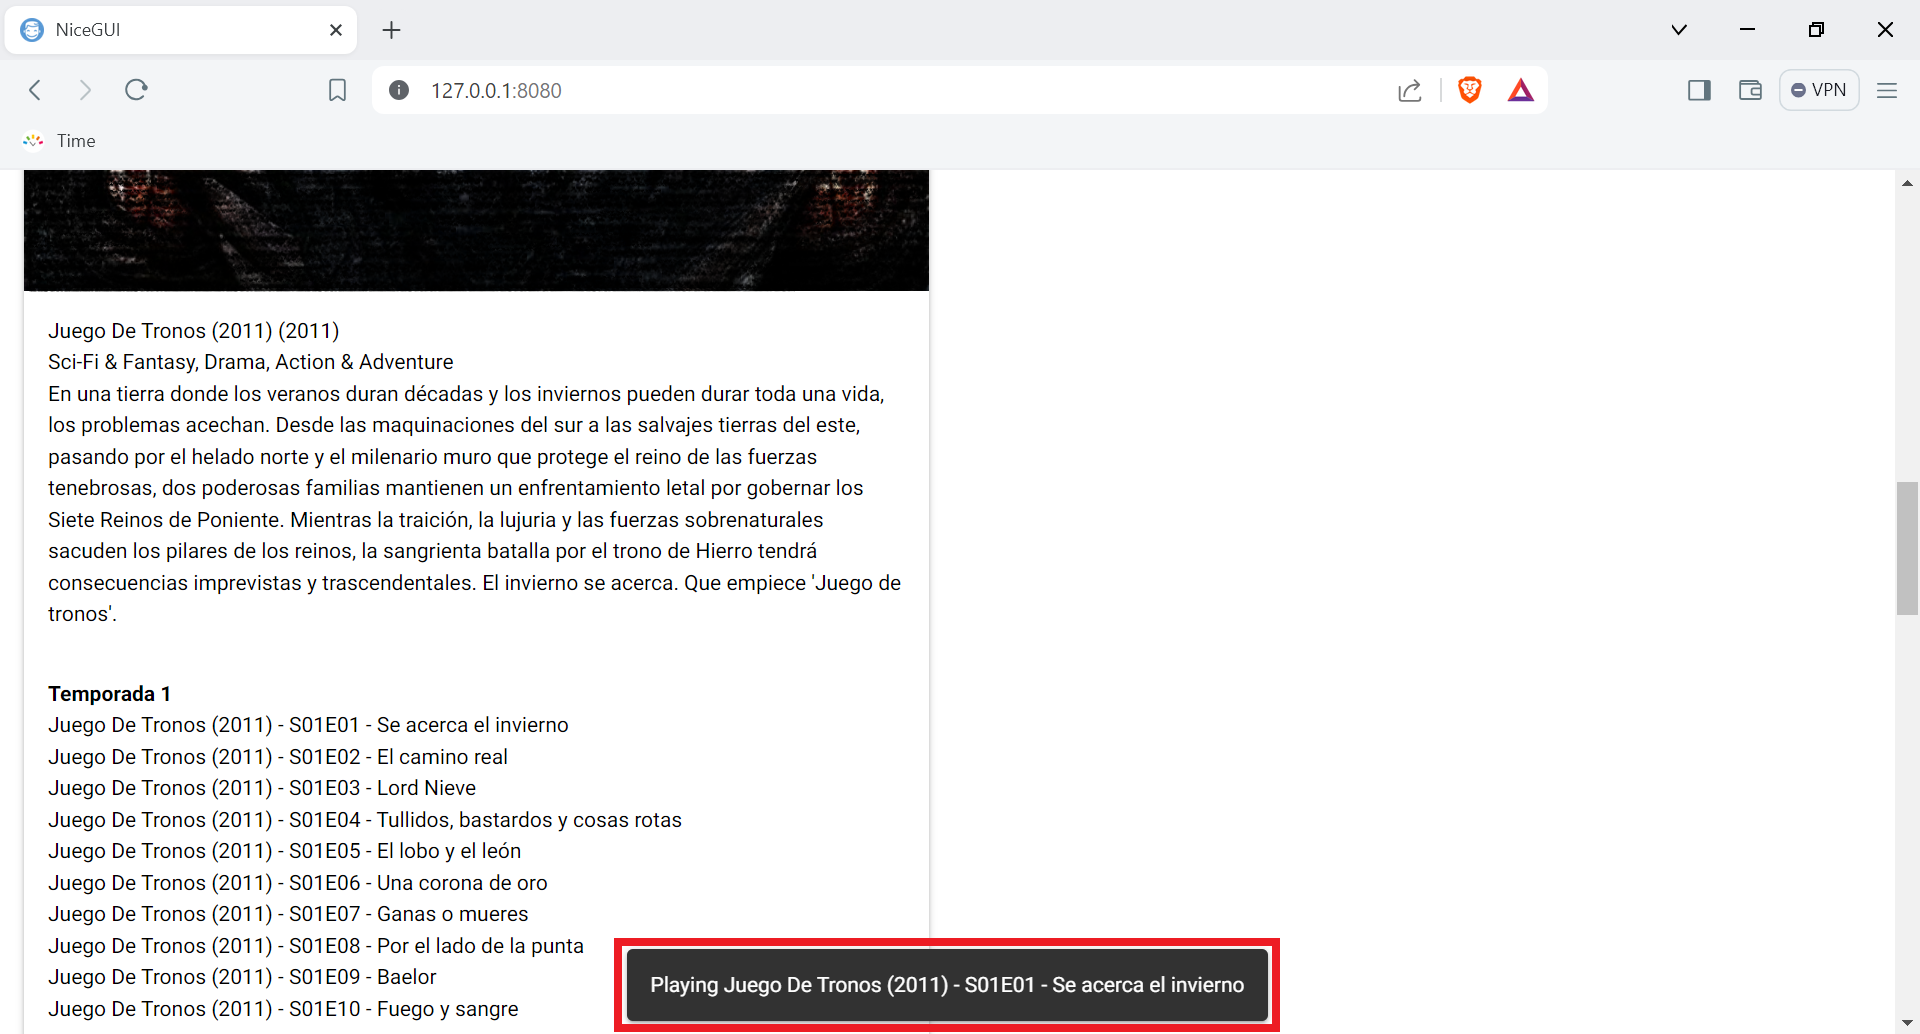 NiceGUI
127.0.0.1:8080
VPN
Time
Juego De Tronos (2011) (2011)
Sci-Fi & Fantasy, Drama, Action & Adventure
En una tierra donde los veranos duran décadas y los inviernos pueden durar toda una vida,
los problemas acechan. Desde las maquinaciones del sur a las salvajes tierras del este,
pasando por el helado norte y el milenario muro que protege el reino de las fuerzas
tenebrosas, dos poderosas familias mantienen un enfrentamiento letal por gobernar los
Siete Reinos de Poniente. Mientras la traición, la lujuria y las fuerzas sobrenaturales
sacuden los pilares de los reinos, la sangrienta batalla por el trono de Hierro tendrá
consecuencias imprevistas y trascendentales. El invierno se acerca. Que empiece 'Juego de
tronos'.
Temporada 1
Juego De Tronos (2011) - S01E01 - Se acerca el invierno
Juego De Tronos (2011) - S01E02 - El camino real
Juego De Tronos (2011) - S01E03 - Lord Nieve
Juego De Tronos (2011) - S01E04 - Tullidos, bastardos y cosas rotas
Juego De Tronos (2011) - S01E05 - El lobo y el león
Juego De Tronos (2011) - S01E06 - Una corona de oro
Juego De Tronos (2011) - S01E07 - Ganas o mueres
Juego De Tronos (2011) - S01E08 - Por el lado de la punta
Juego De Tronos (2011) - S01E09 - Baelor
Juego De Tronos (2011) - S01E10 - Fuego y sangre
Playing Juego De Tronos (2011) - S01E01 - Se acerca el invierno